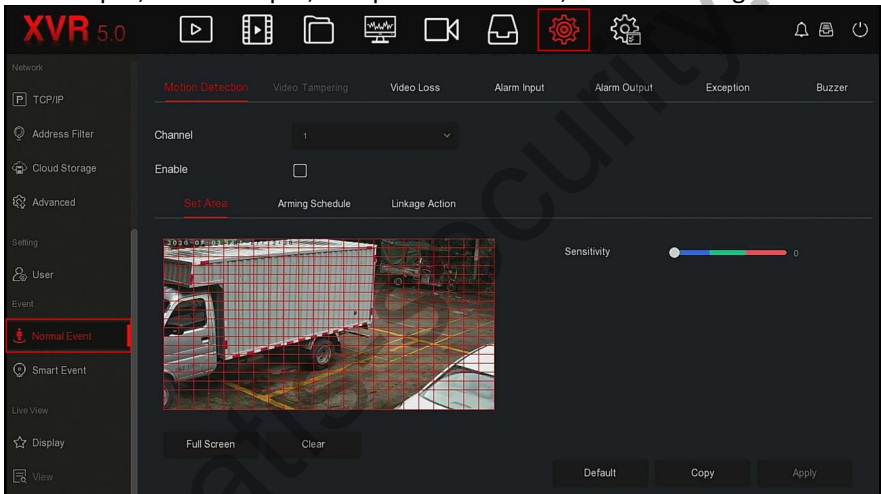 XVR 5.0
Network
TCP/IP
Address Filter
Cloud Storage
Advanced
Setting
User
Event
Normal Event
Smart Event
Live View
Display
View
Motion Detection Video Tampering Video Loss Alarm Input Alarm Output Exception Buzzer
Channel 1
Enable
Set Area Arming Schedule Linkage Action
Sensitivity 0
Full Screen Clear
Default Copy Apply